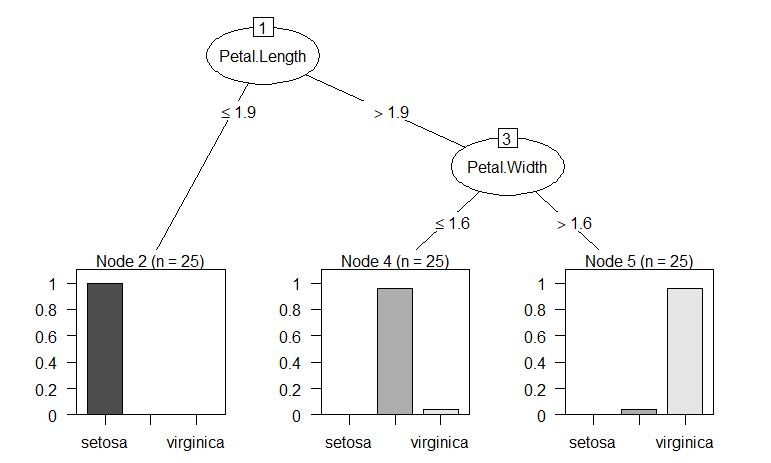 1
Petal.Length
≤ 1.9
> 1.9
3
Petal.Width
≤ 1.6
> 1.6
Node 2 (n = 25)
1
0.8
0.6
0.4
0.2
0
setosa
virginica
Node 4 (n = 25)
1
0.8
0.6
0.4
0.2
0
setosa
virginica
Node 5 (n = 25)
1
0.8
0.6
0.4
0.2
0
setosa
virginica